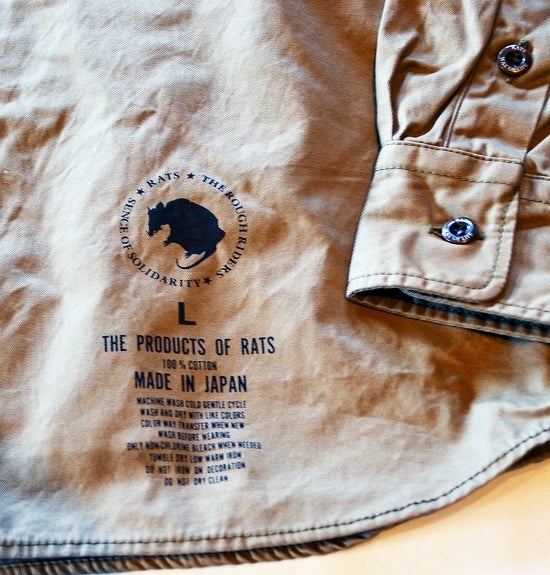 RATS ★ THE ROUGH RIDERS ★ SENCE OF SOLIDARITY ★
L
THE PRODUCTS OF RATS
100% COTTON
MADE IN JAPAN
MACHINE WASH COLD GENTLE CYCLE
WASH AND DRY WITH LIKE COLORS
COLOR MAY TRANSFER WHEN NEW
WASH BEFORE WEARING
ONLY NON-CHLORINE BLEACH WHEN NEEDED
TUMBLE DRY LOW WARM IRON
DO NOT IRON ON DECORATION
DO NOT DRY CLEAN